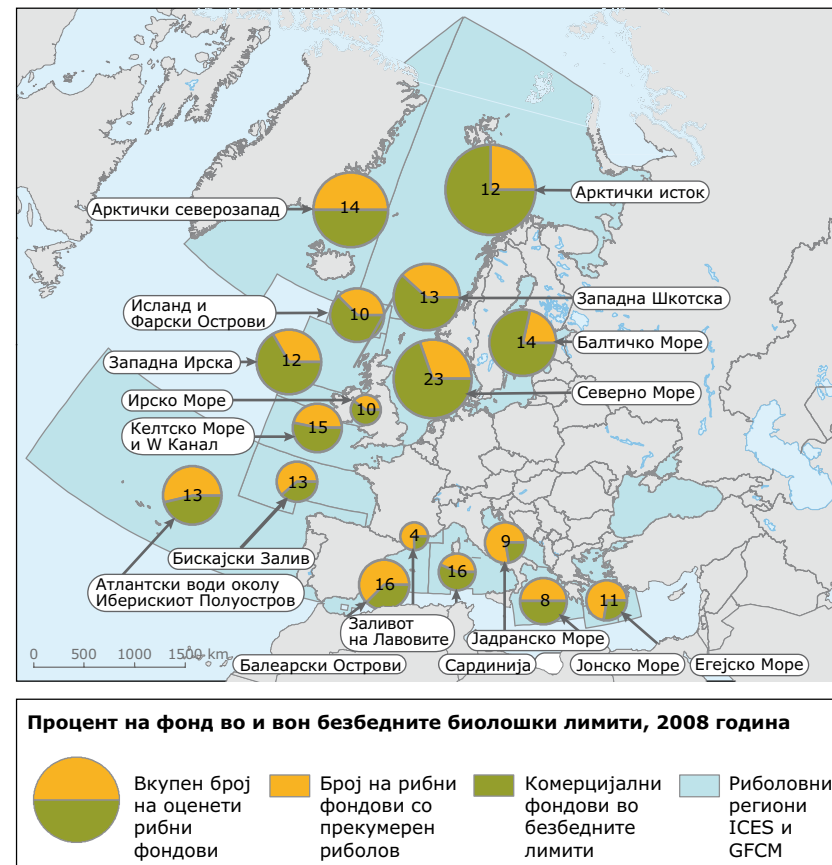 12
14
Арктички исток
Арктички северозапад
13
Западна Шкотска
Исланд и
Фарски Острови
10
14
Балтичко Море
Западна Ирска
12
23
Северно Море
Ирско Море
10
Келтско Море
и W Канал
15
13
13
Бискајски Залив
Атлантски води околу
Иберискиот Полуостров
4
9
16
16
8
11
Заливот
на Лавовите
Јадранско Море
0 500 1000 1500 km
Балеарски Острови
Сардинија
Јонско Море
Егејско Море
Процент на фонд во и вон безбедните биолошки лимити, 2008 година
Вкупен број
на оценети
рибни
фондови
Број на рибни
фондови со
прекумерен
риболов
Комерцијални
фондови во
безбедните
лимити
Риболовни
региони
ICES и
GFCM